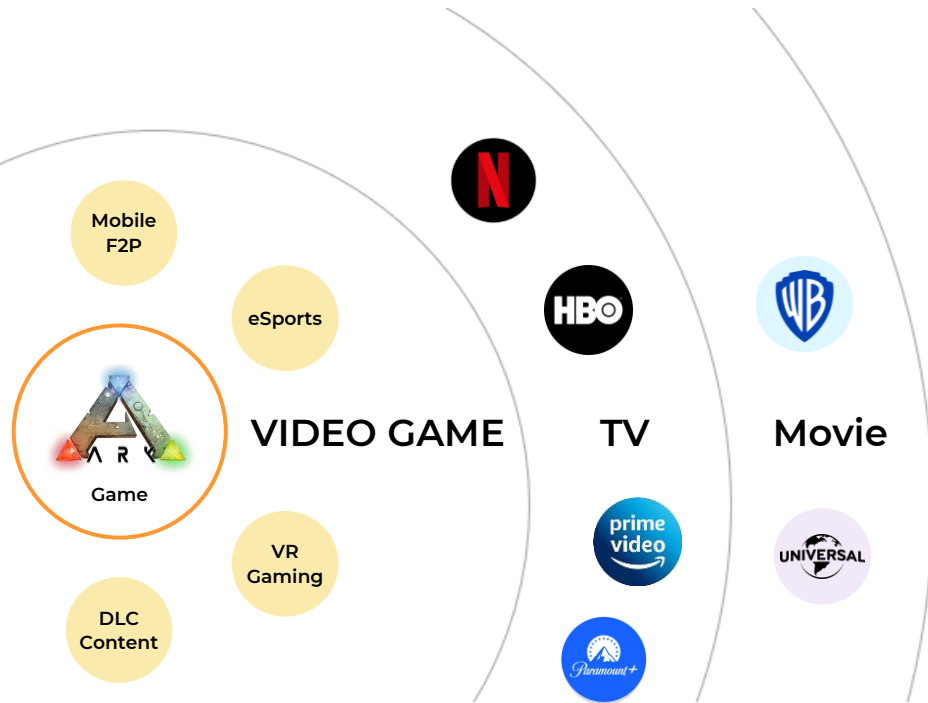 Mobile
F2P
eSports
ARK
Game
VIDEO GAME
VR
Gaming
DLC
Content
N
HBO
TV
prime
video
Paramount+
WB
Movie
UNIVERSAL